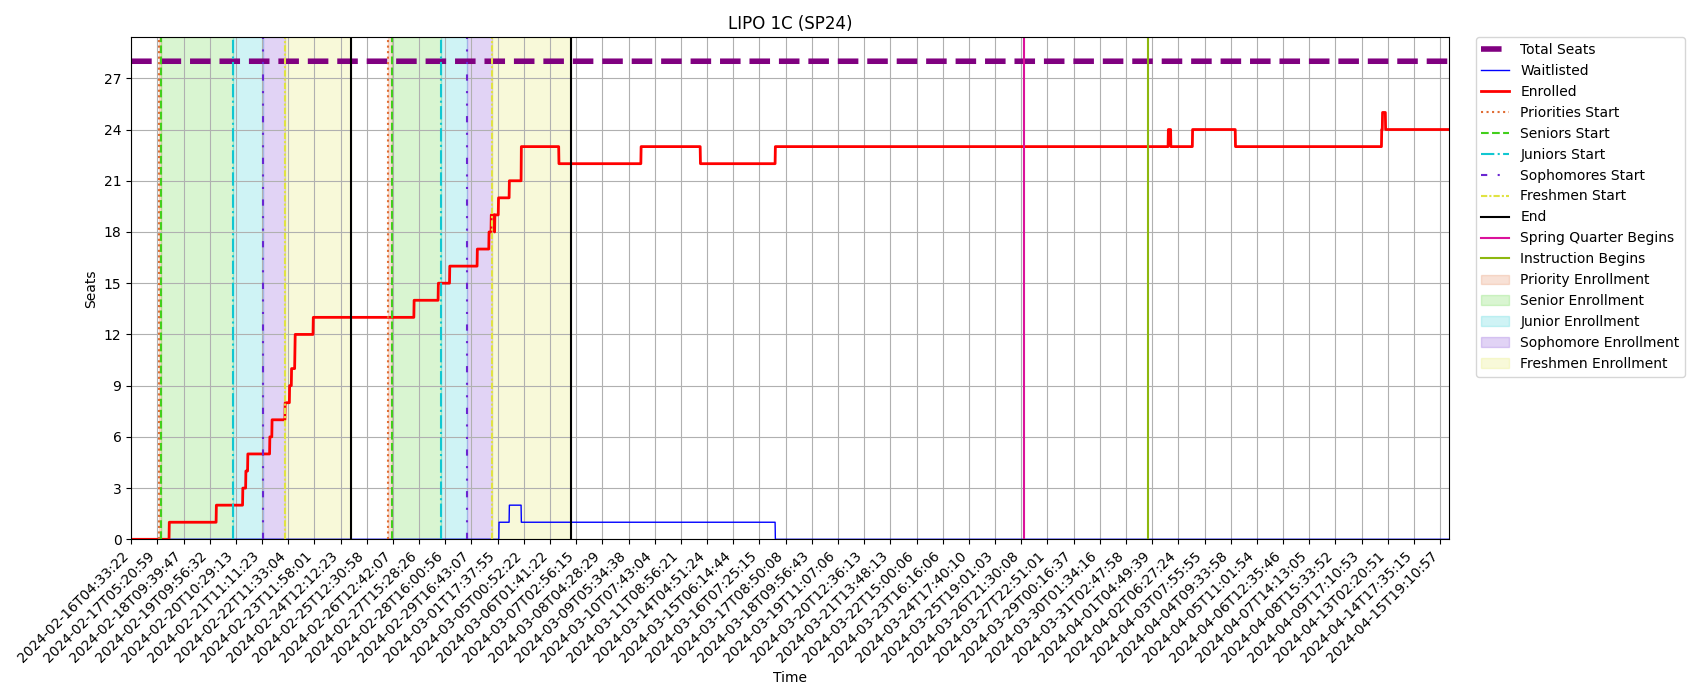 LIPO 1C (SP24)
Total Seats
Waitlisted
Enrolled
Priorities Start
Seniors Start
Juniors Start
Sophomores Start
Freshmen Start
End
Spring Quarter Begins
Instruction Begins
Priority Enrollment
Senior Enrollment
Junior Enrollment
Sophomore Enrollment
Freshmen Enrollment
Seats
27
24
21
18
15
12
9
6
3
0
2024-02-16T04:33:22
2024-02-17T05:20:59
2024-02-18T09:39:47
2024-02-19T09:56:32
2024-02-20T10:29:13
2024-02-21T11:11:23
2024-02-22T11:33:04
2024-02-23T11:58:01
2024-02-24T12:12:23
2024-02-25T12:30:58
2024-02-26T12:42:07
2024-02-27T15:28:26
2024-02-28T16:00:56
2024-02-29T16:43:07
2024-03-01T17:37:55
2024-03-05T00:52:22
2024-03-06T01:41:22
2024-03-07T02:56:15
2024-03-08T04:28:29
2024-03-09T05:34:38
2024-03-10T07:43:04
2024-03-11T08:56:21
2024-03-14T04:51:24
2024-03-15T06:14:44
2024-03-16T07:25:15
2024-03-17T08:50:08
2024-03-18T09:56:43
2024-03-19T11:07:06
2024-03-20T12:36:13
2024-03-21T13:48:13
2024-03-22T15:00:06
2024-03-23T16:16:06
2024-03-24T17:40:10
2024-03-25T19:01:03
2024-03-26T21:30:08
2024-03-27T22:51:01
2024-03-29T00:16:37
2024-03-30T01:34:16
2024-03-31T02:47:58
2024-04-01T04:49:39
2024-04-02T06:27:24
2024-04-03T07:55:55
2024-04-04T09:33:58
2024-04-05T11:01:54
2024-04-06T12:35:46
2024-04-07T14:13:05
2024-04-08T15:33:52
2024-04-09T17:10:53
2024-04-13T02:20:51
2024-04-14T17:35:15
2024-04-15T19:10:57
Time